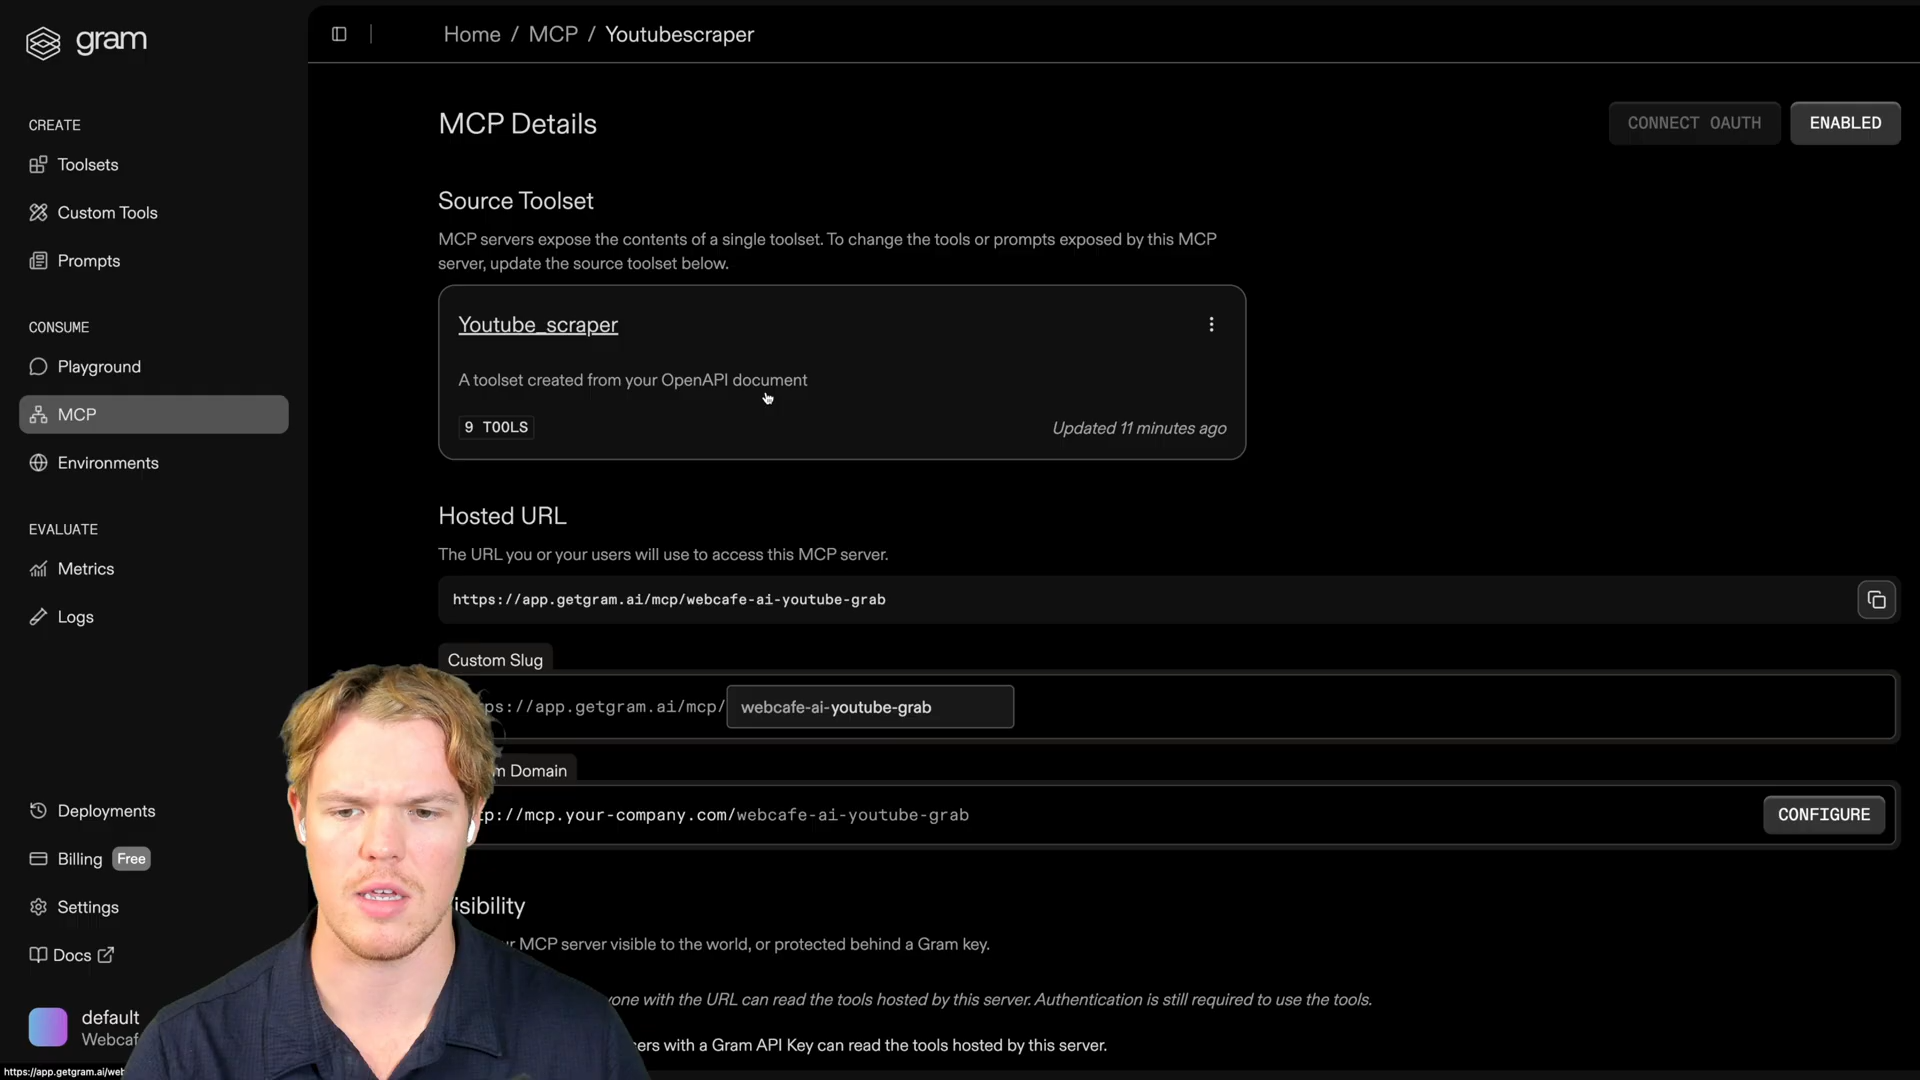 gram
Home / MCP / Youtubescraper
CREATE
Toolsets
Custom Tools
Prompts
CONSUME
Playground
MCP
Environments
EVALUATE
Metrics
Logs
Deployments
Billing Free
Settings
Docs
default
Webcaf
https://app.getgram.ai/web
MCP Details
CONNECT OAUTH
ENABLED
Source Toolset
MCP servers expose the contents of a single toolset. To change the tools or prompts exposed by this MCP
server, update the source toolset below.
Youtube_scraper
A toolset created from your OpenAPI document
9 TOOLS
Updated 11 minutes ago
Hosted URL
The URL you or your users will use to access this MCP server.
https://app.getgram.ai/mcp/webcafe-ai-youtube-grab
Custom Slug
ps://app.getgram.ai/mcp/ webcafe-ai-youtube-grab
m Domain
tp://mcp.your-company.com/webcafe-ai-youtube-grab
CONFIGURE
isibility
r MCP server visible to the world, or protected behind a Gram key.
one with the URL can read the tools hosted by this server. Authentication is still required to use the tools.
ers with a Gram API Key can read the tools hosted by this server.